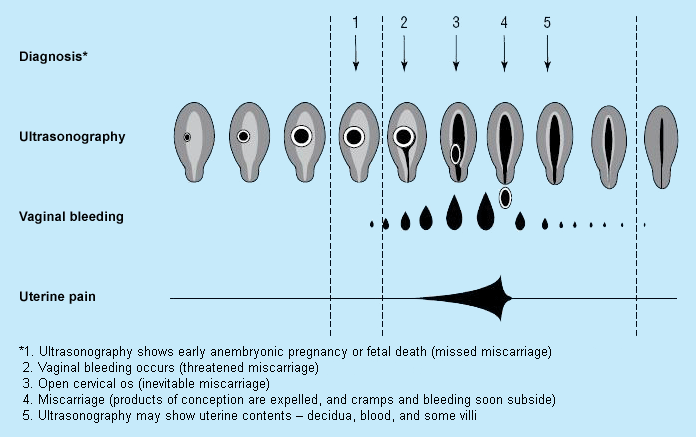 1 2 3 4 5
Diagnosis*
Ultrasonography
Vaginal bleeding
Uterine pain
*1. Ultrasonography shows early anembryonic pregnancy or fetal death (missed miscarriage)
2. Vaginal bleeding occurs (threatened miscarriage)
3. Open cervical os (inevitable miscarriage)
4. Miscarriage (products of conception are expelled, and cramps and bleeding soon subside)
5. Ultrasonography may show uterine contents – decidua, blood, and some villi